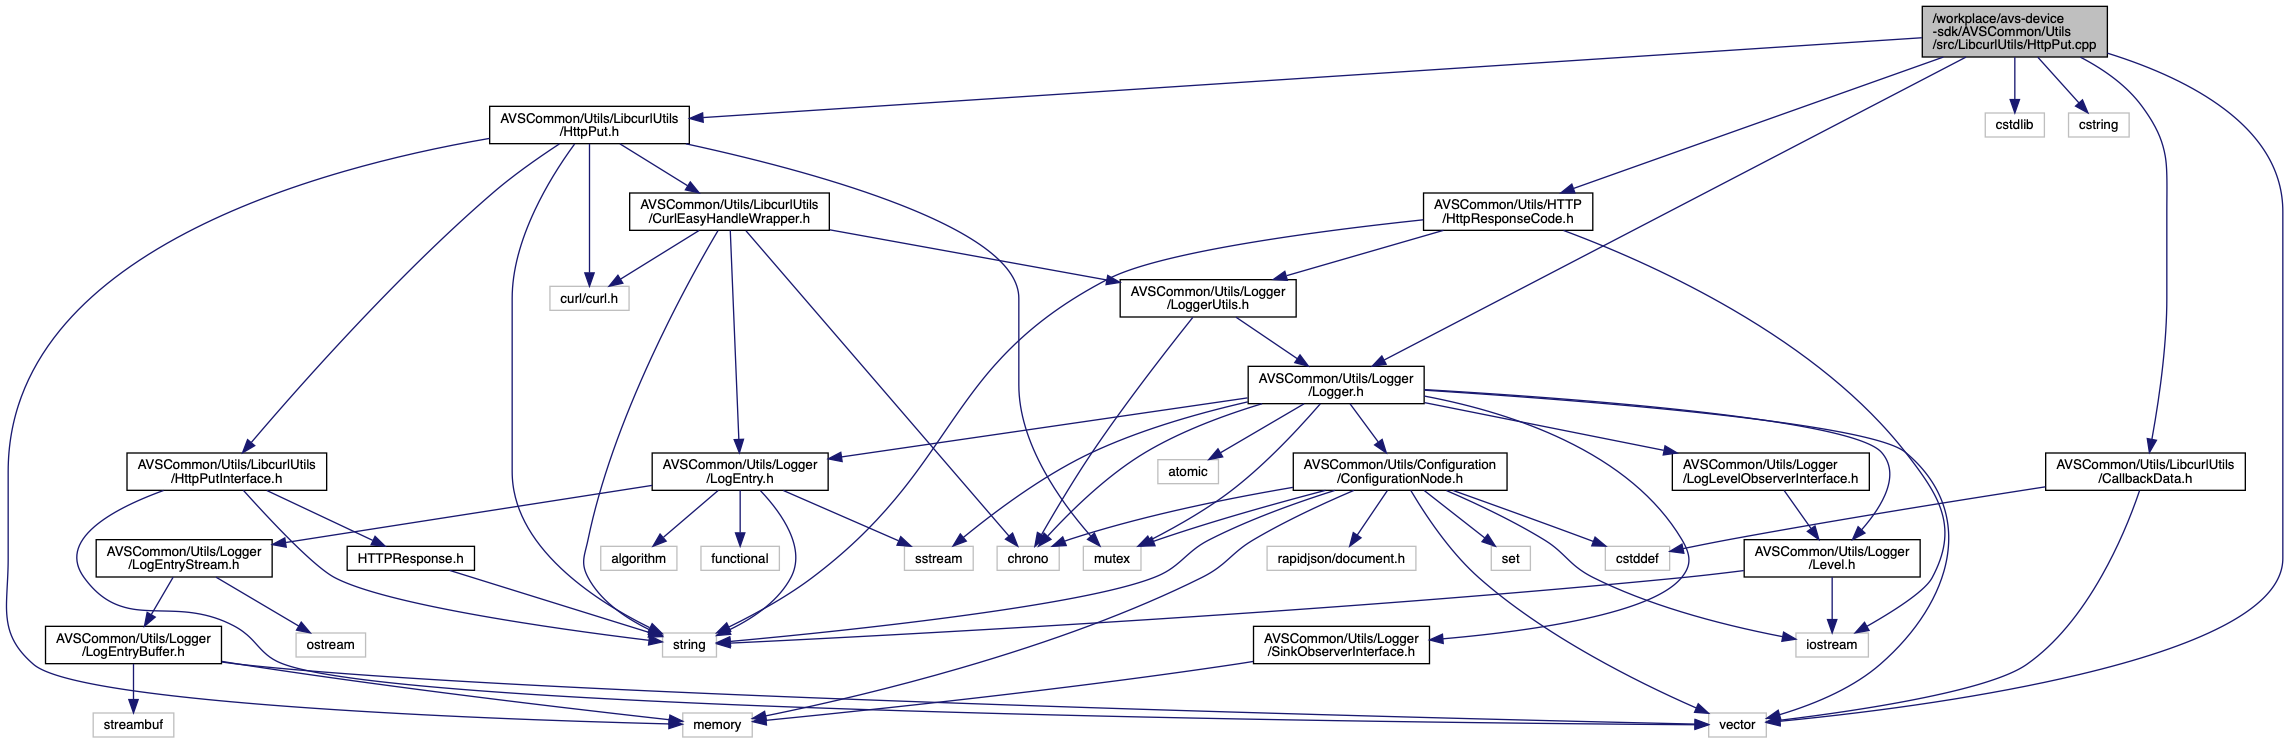 /workplace/avs-device
-sdk/AVSCommon/Utils
/src/LibcurlUtils/HttpPut.cpp
AVSCommon/Utils/LibcurlUtils
/HttpPut.h
cstdlib
cstring
AVSCommon/Utils/LibcurlUtils
/CurlEasyHandleWrapper.h
AVSCommon/Utils/HTTP
/HttpResponseCode.h
curl/curl.h
AVSCommon/Utils/Logger
/LoggerUtils.h
AVSCommon/Utils/Logger
/Logger.h
AVSCommon/Utils/LibcurlUtils
/HttpPutInterface.h
AVSCommon/Utils/Logger
/LogEntry.h
atomic
AVSCommon/Utils/Configuration
/ConfigurationNode.h
AVSCommon/Utils/Logger
/LogLevelObserverInterface.h
AVSCommon/Utils/LibcurlUtils
/CallbackData.h
AVSCommon/Utils/Logger
/LogEntryStream.h
HTTPResponse.h
algorithm
functional
sstream
chrono
mutex
rapidjson/document.h
set
cstddef
AVSCommon/Utils/Logger
/Level.h
AVSCommon/Utils/Logger
/LogEntryBuffer.h
ostream
string
AVSCommon/Utils/Logger
/SinkObserverInterface.h
iostream
streambuf
memory
vector